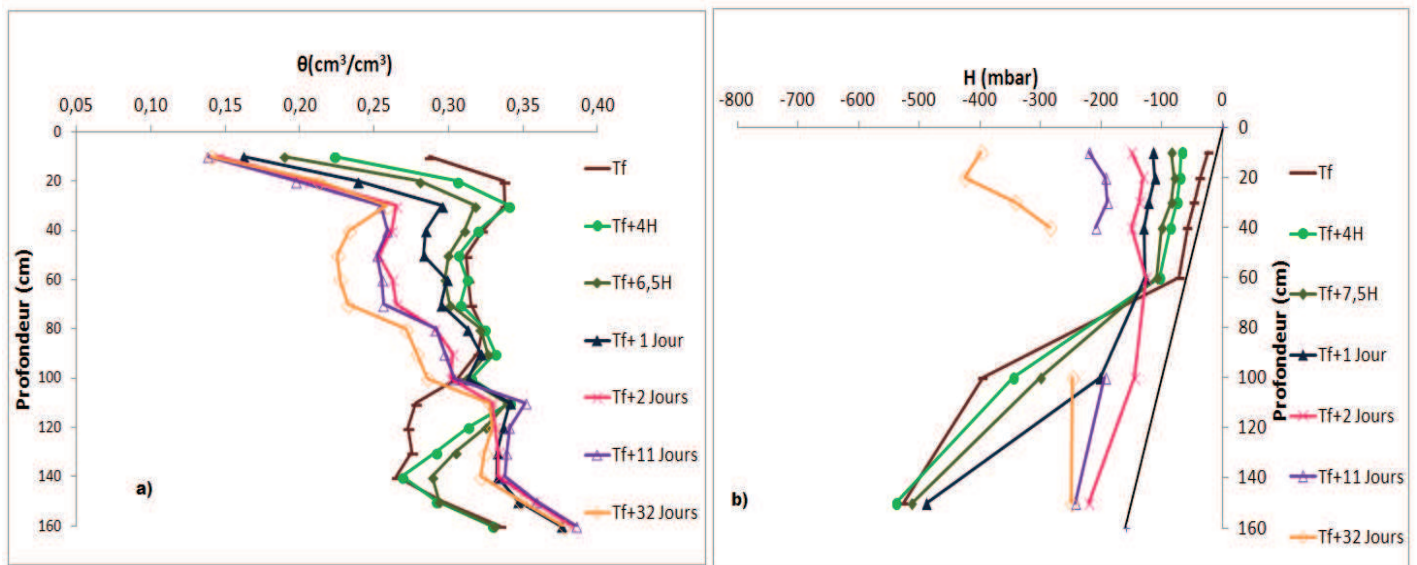 θ(cm³/cm³)
0,05 0,10 0,15 0,20 0,25 0,30 0,35 0,40
0
20
40
60
80
100
120
140
160
Profondeur (cm)
a)
Tf
Tf+4H
Tf+6,5H
Tf+ 1 Jour
Tf+2 Jours
Tf+11 Jours
Tf+32 Jours
H (mbar)
-800 -700 -600 -500 -400 -300 -200 -100 0
0
20
40
60
80
100
120
140
160
Profondeur (cm)
b)
Tf
Tf+4H
Tf+7,5H
Tf+1 Jour
Tf+2 Jours
Tf+11 Jours
Tf+32 Jours